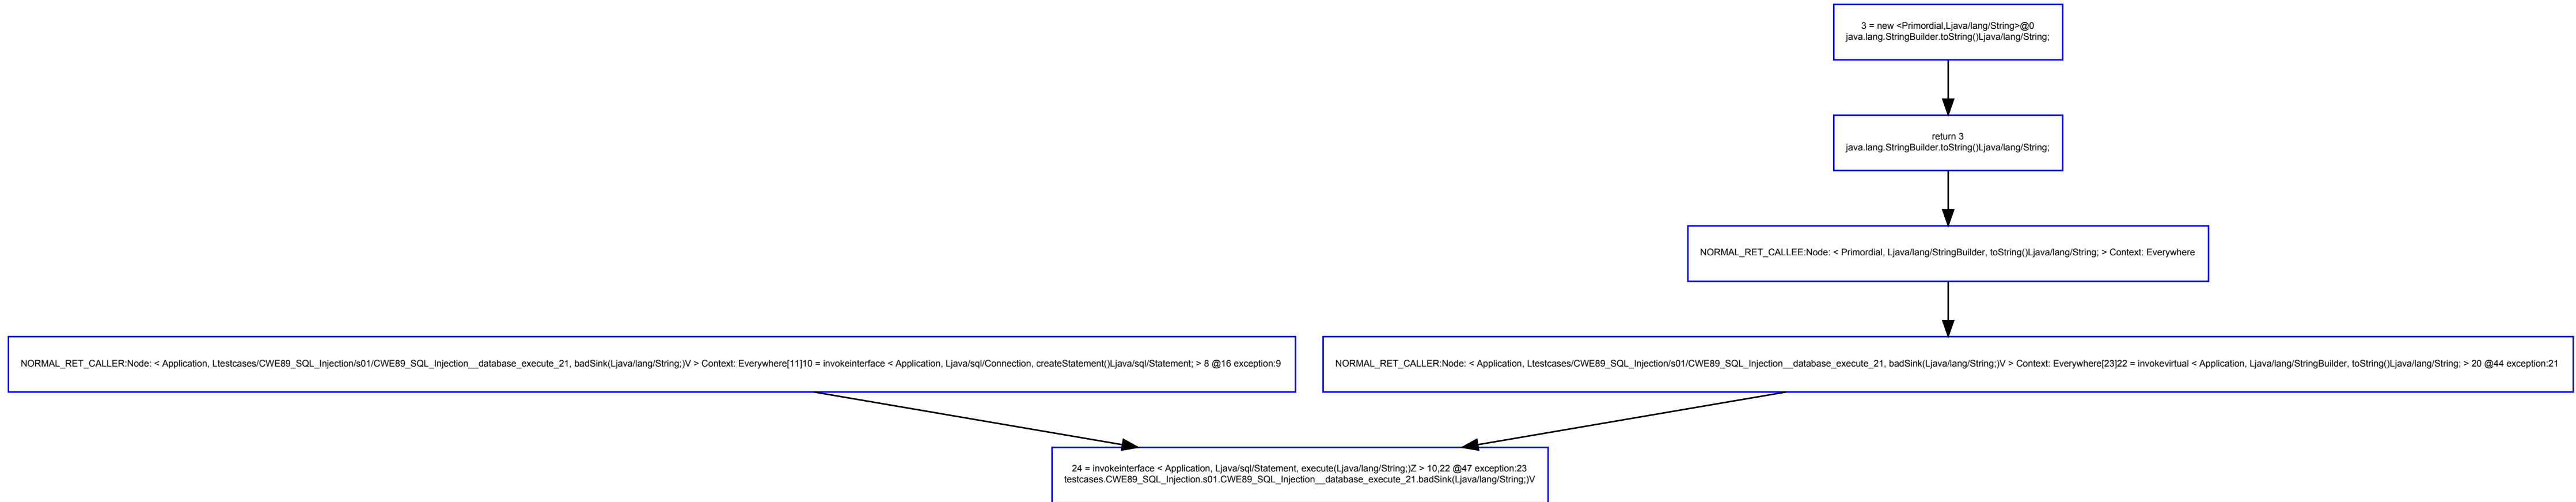 3 = new <Primordial,Ljava/lang/String>@0
java.lang.StringBuilder.toString()Ljava/lang/String;
return 3
java.lang.StringBuilder.toString()Ljava/lang/String;
NORMAL_RET_CALLEE:Node: < Primordial, Ljava/lang/StringBuilder, toString()Ljava/lang/String; > Context: Everywhere
NORMAL_RET_CALLER:Node: < Application, Ltestcases/CWE89_SQL_Injection/s01/CWE89_SQL_Injection__database_execute_21, badSink(Ljava/lang/String;)V > Context: Everywhere[11]10 = invokeinterface < Application, Ljava/sql/Connection, createStatement()Ljava/sql/Statement; > 8 @16 exception:9
NORMAL_RET_CALLER:Node: < Application, Ltestcases/CWE89_SQL_Injection/s01/CWE89_SQL_Injection__database_execute_21, badSink(Ljava/lang/String;)V > Context: Everywhere[23]22 = invokevirtual < Application, Ljava/lang/StringBuilder, toString()Ljava/lang/String; > 20 @44 exception:21
24 = invokeinterface < Application, Ljava/sql/Statement, execute(Ljava/lang/String;)Z > 10,22 @47 exception:23
testcases.CWE89_SQL_Injection.s01.CWE89_SQL_Injection__database_execute_21.badSink(Ljava/lang/String;)V